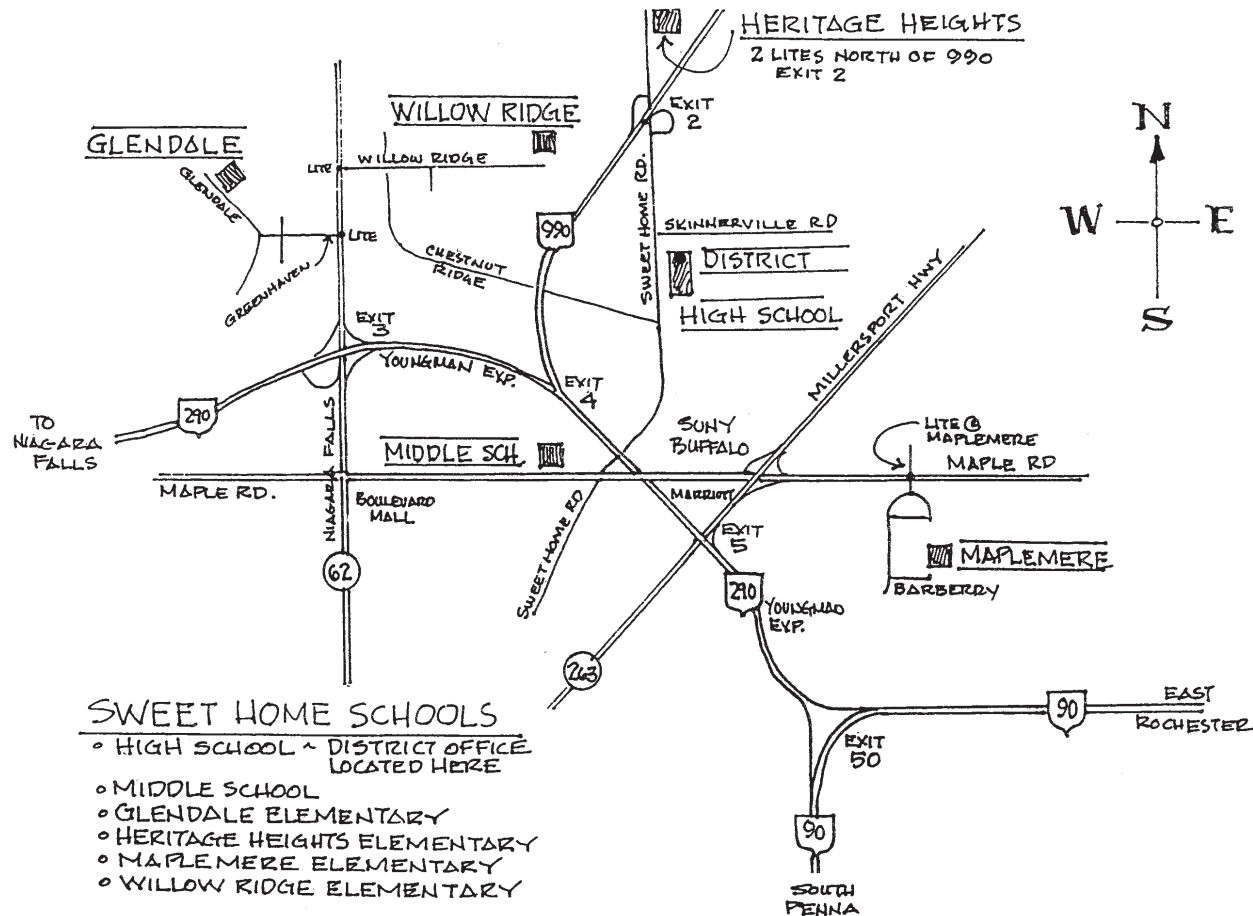 HERITAGE HEIGHTS
2 LITES NORTH OF 990
EXIT 2
EXIT
2
WILLOW RIDGE
GLENDALE
LITE
WILLOW RIDGE
GLENDALE
LITE
GREENHAVEN
990
SWEET HOME RD.
SKINNERVILLE RD
DISTRICT
HIGH SCHOOL
CHESTNUT
RIDGE
MILLERSPORT HWY
N
W
E
S
EXIT
3
YOUNGMAN EXP.
EXIT
4
290
TO
NIAGARA
FALLS
NIAGARA FALLS
MIDDLE SCH.
SUNY
BUFFALO
LITE @
MAPLEMERE
MAPLE RD
MAPLE RD.
BOULEVARD
MALL
MARRIOTT
SWEET HOME RD
EXIT
5
MAPLEMERE
BARBERRY
62
290
YOUNGMAN
EXP.
263
90
EAST
ROCHESTER
EXIT
50
90
SOUTH
PENNA
SWEET HOME SCHOOLS
• HIGH SCHOOL ~ DISTRICT OFFICE
LOCATED HERE
• MIDDLE SCHOOL
• GLENDALE ELEMENTARY
• HERITAGE HEIGHTS ELEMENTARY
• MAPLEMERE ELEMENTARY
• WILLOW RIDGE ELEMENTARY